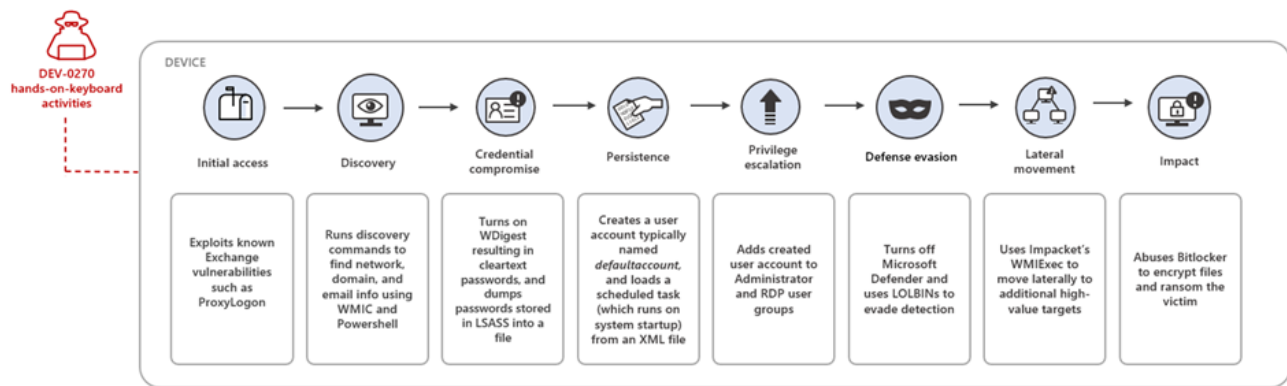 DEV-0270
hands-on-keyboard
activities
DEVICE
Initial access
Discovery
Credential
compromise
Persistence
Privilege
escalation
Defense evasion
Lateral
movement
Impact
Exploits known
Exchange
vulnerabilities
such as
ProxyLogon
Runs discovery
commands to
find network,
domain, and
email info using
WMIC and
Powershell
Turns on
WDigest
resulting in
cleartext
passwords, and
dumps
passwords stored
in LSASS into a
file
Creates a user
account typically
named
defaultaccount,
and loads a
scheduled task
(which runs on
system startup)
from an XML file
Adds created
user account to
Administrator
and RDP user
groups
Turns off
Microsoft
Defender and
uses LOLBINs to
evade detection
Uses Impacket's
WMIExec to
move laterally to
additional high-
value targets
Abuses Bitlocker
to encrypt files
and ransom the
victim